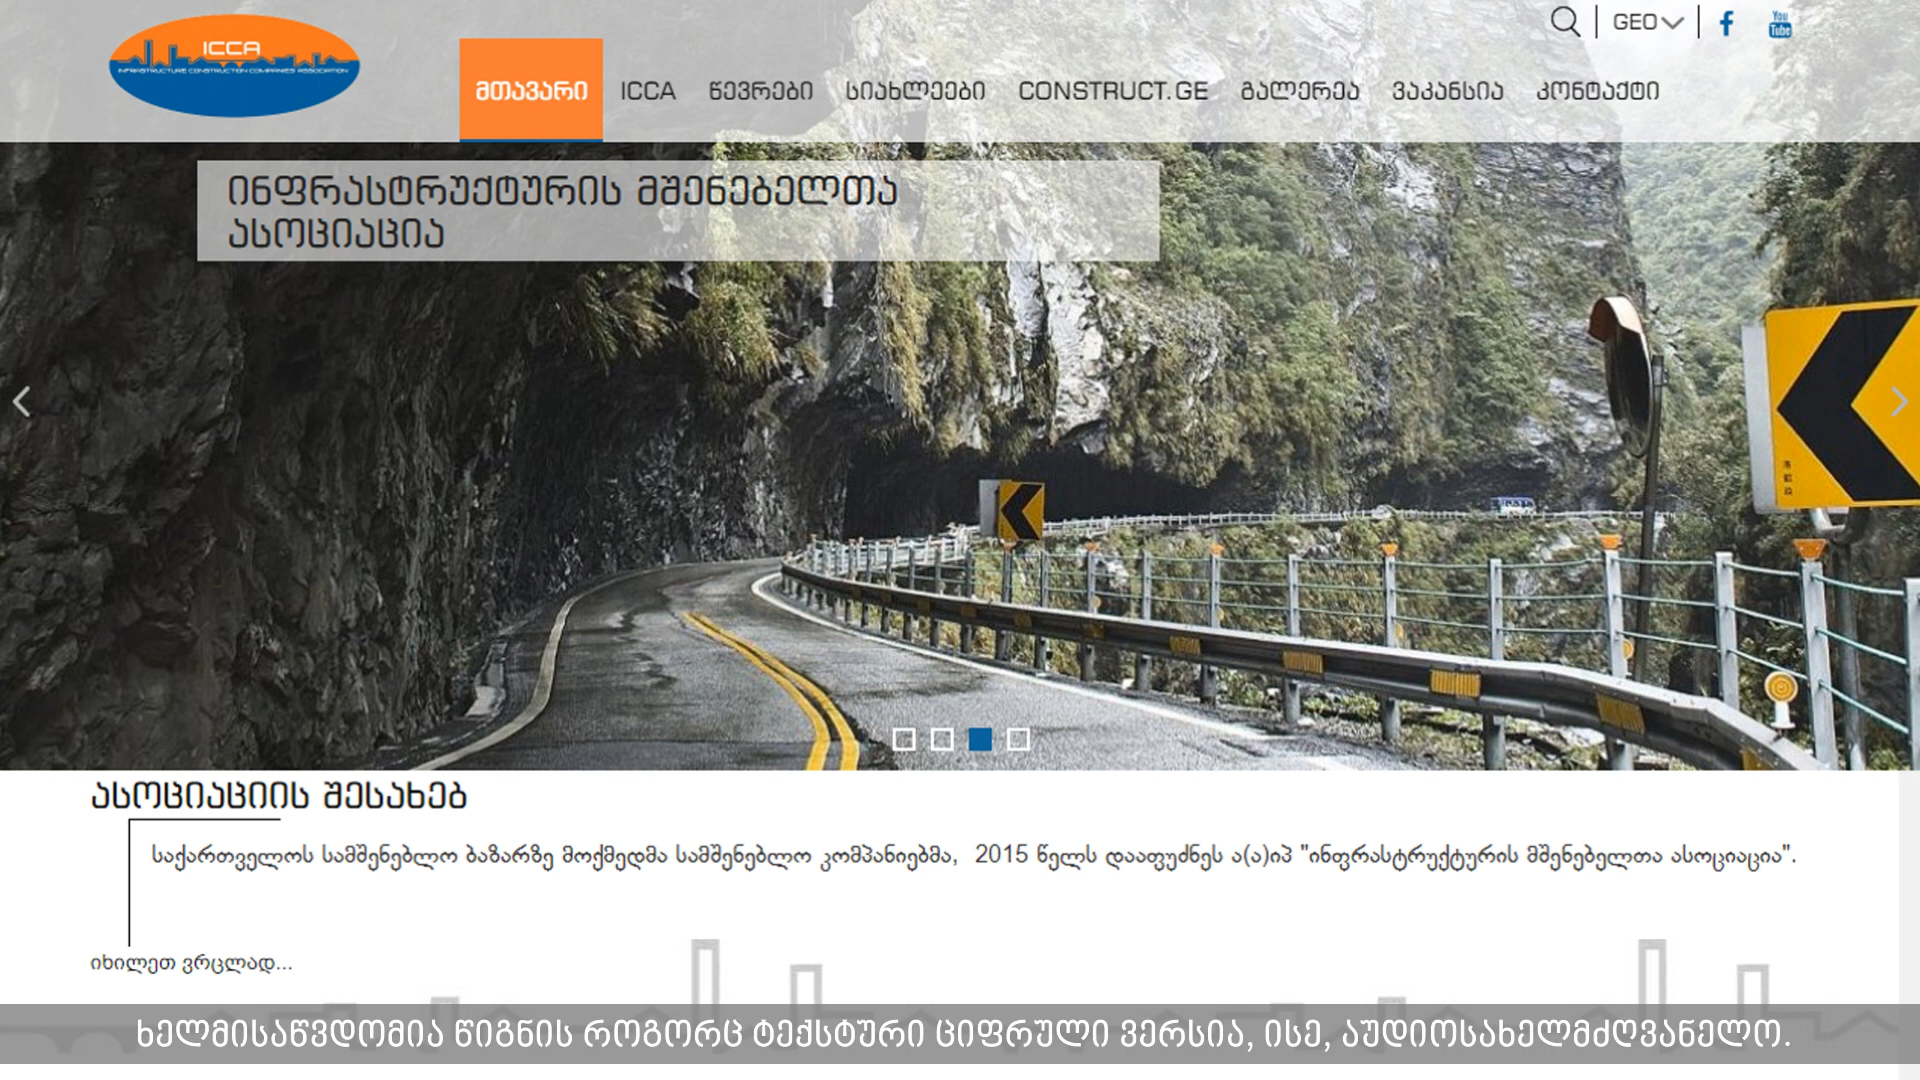 ICCA
INFRASTRUCTURE CONSTRUCTION COMPANIES ASSOCIATION
GEO
You
Tube
მთავარი ICCA წევრები სიახლეები CONSTRUCT.GE გალერეა ვაკანსია კონტაქტი
ინფრასტრუქტურის მშენებელთა
ასოციაცია
ასოციაციის შესახებ
საქართველოს სამშენებლო ბაზარზე მოქმედმა სამშენებლო კომპანიებმა, 2015 წელს დააფუძნეს ა(ა)იპ "ინფრასტრუქტურის მშენებელთა ასოციაცია".
იხილეთ ვრცლად...
ხელმისაწვდომია წიგნის როგორც ტექსტური ციფრული ვერსია, ისე, აუდიოსახელმძღვანელო.